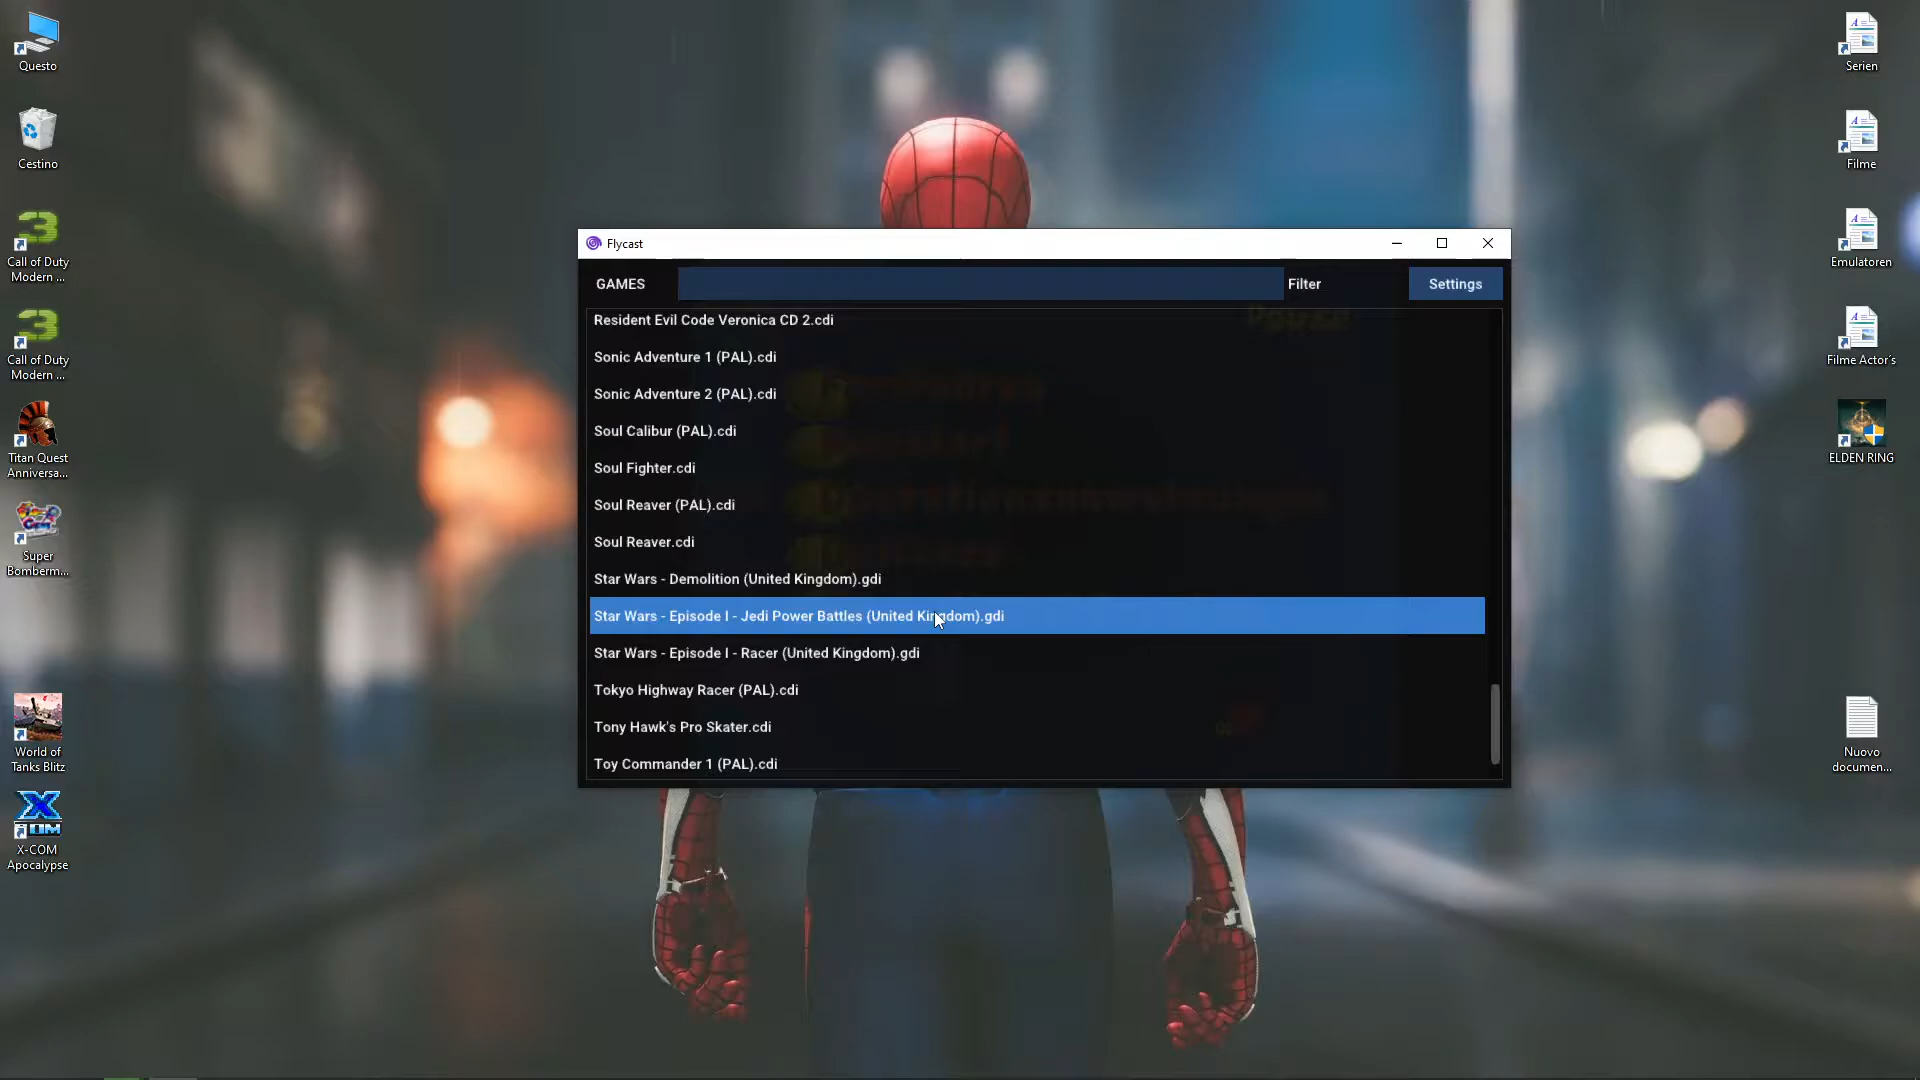 Questo
Cestino
Call of Duty
Modern ...
Call of Duty
Modern ...
Titan Quest
Anniversa...
Super
Bomberm...
World of
Tanks Blitz
X-COM
Apocalypse
Flycast
GAMES
Filter
Settings
Resident Evil Code Veronica CD 2.cdi
Sonic Adventure 1 (PAL).cdi
Sonic Adventure 2 (PAL).cdi
Soul Calibur (PAL).cdi
Soul Fighter.cdi
Soul Reaver (PAL).cdi
Soul Reaver.cdi
Star Wars - Demolition (United Kingdom).gdi
Star Wars - Episode I - Jedi Power Battles (United Kingdom).gdi
Star Wars - Episode I - Racer (United Kingdom).gdi
Tokyo Highway Racer (PAL).cdi
Tony Hawk's Pro Skater.cdi
Toy Commander 1 (PAL).cdi
Pause
Serien
Filme
Emulatoren
Filme Actor´s
ELDEN RING
Nuovo
documen...